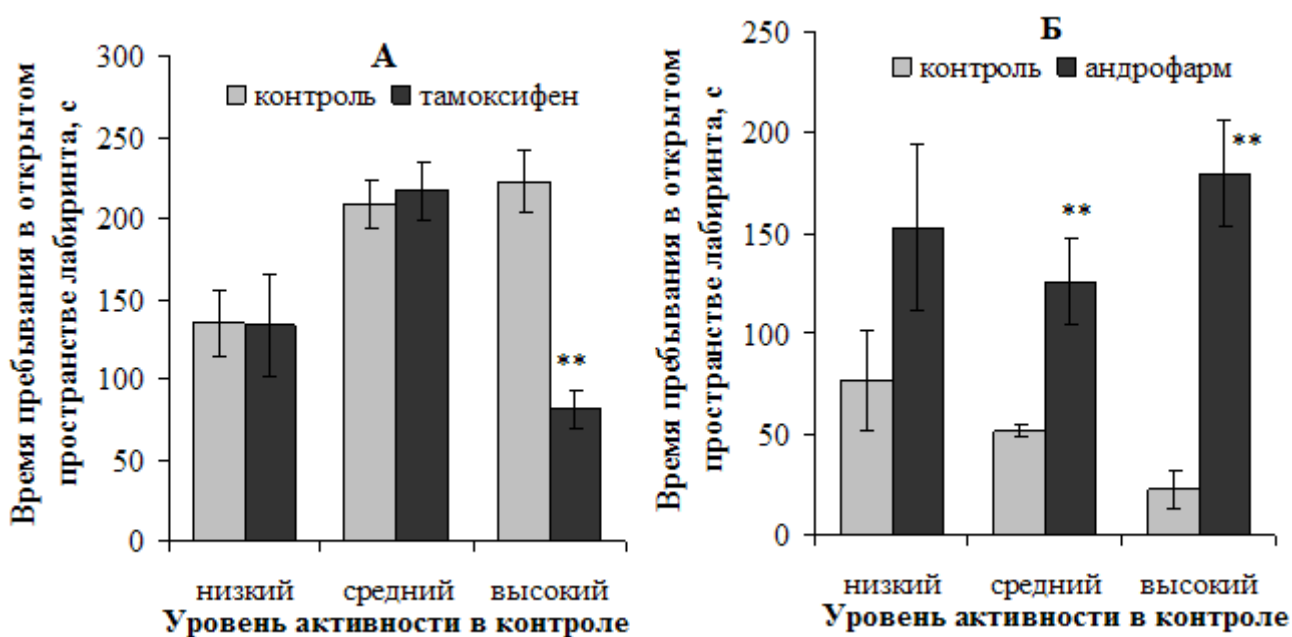 А
контроль тамоксифен
Время пребывания в открытом
пространстве лабиринта, с
300
250
200
150
100
50
0
**
низкий средний высокий
Уровень активности в контроле
Б
контроль андрофарм
Время пребывания в открытом
пространстве лабиринта, с
250
200
150
100
50
0
**
**
низкий средний высокий
Уровень активности в контроле